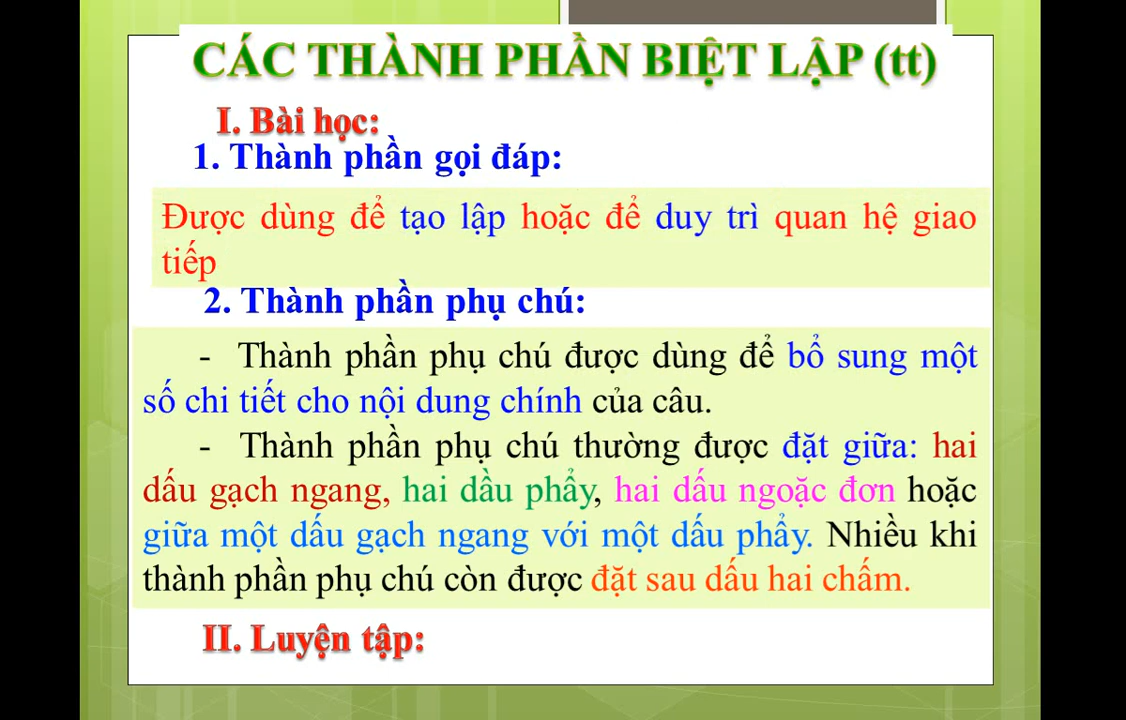 CÁC THÀNH PHẦN BIỆT LẬP (tt)
I. Bài học:
1. Thành phần gọi đáp:
Được dùng để tạo lập hoặc để duy trì quan hệ giao
tiếp
2. Thành phần phụ chú:
- Thành phần phụ chú được dùng để bổ sung một
số chi tiết cho nội dung chính của câu.
- Thành phần phụ chú thường được đặt giữa: hai
dấu gạch ngang, hai dầu phẩy, hai dấu ngoặc đơn hoặc
giữa một dấu gạch ngang với một dấu phẩy. Nhiều khi
thành phần phụ chú còn được đặt sau dấu hai chấm.
II. Luyện tập: